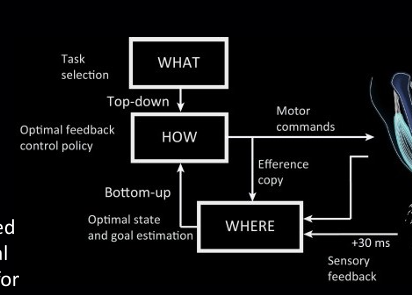 Task
selection
WHAT
Top-down
Optimal feedback
control policy
HOW
Motor
commands
Efference
copy
Bottom-up
Optimal state
and goal estimation
WHERE
+30 ms
Sensory
feedback
ed
al
for